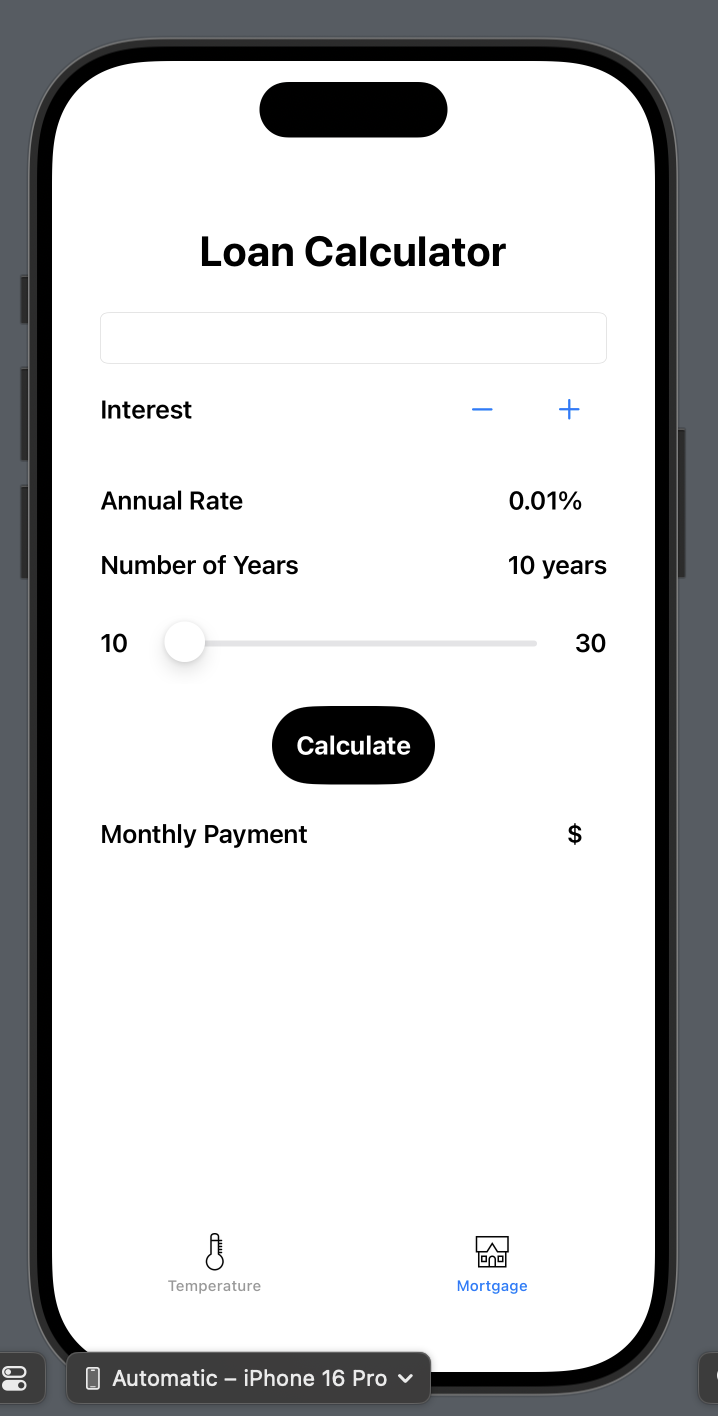 Loan Calculator
Interest − +
Annual Rate 0.01%
Number of Years 10 years
10 30
Calculate
Monthly Payment $
Temperature Mortgage
Automatic – iPhone 16 Pro